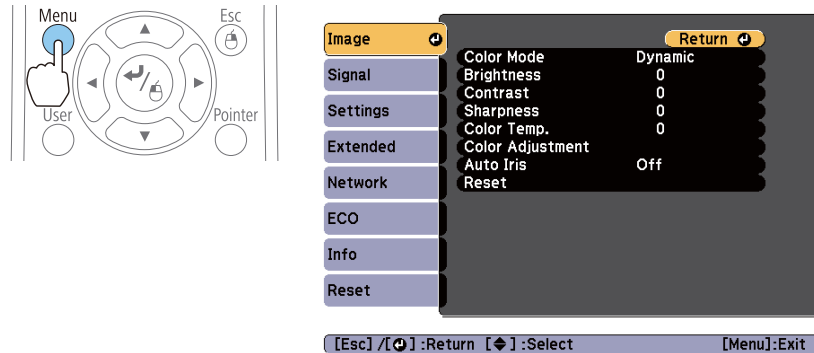 Menu
Esc
User
Pointer
Image
Signal
Settings
Extended
Network
ECO
Info
Reset
Return
Color Mode Dynamic
Brightness 0
Contrast 0
Sharpness 0
Color Temp. 0
Color Adjustment
Auto Iris Off
Reset
[Esc] /[⏎] :Return [◆] :Select [Menu]:Exit